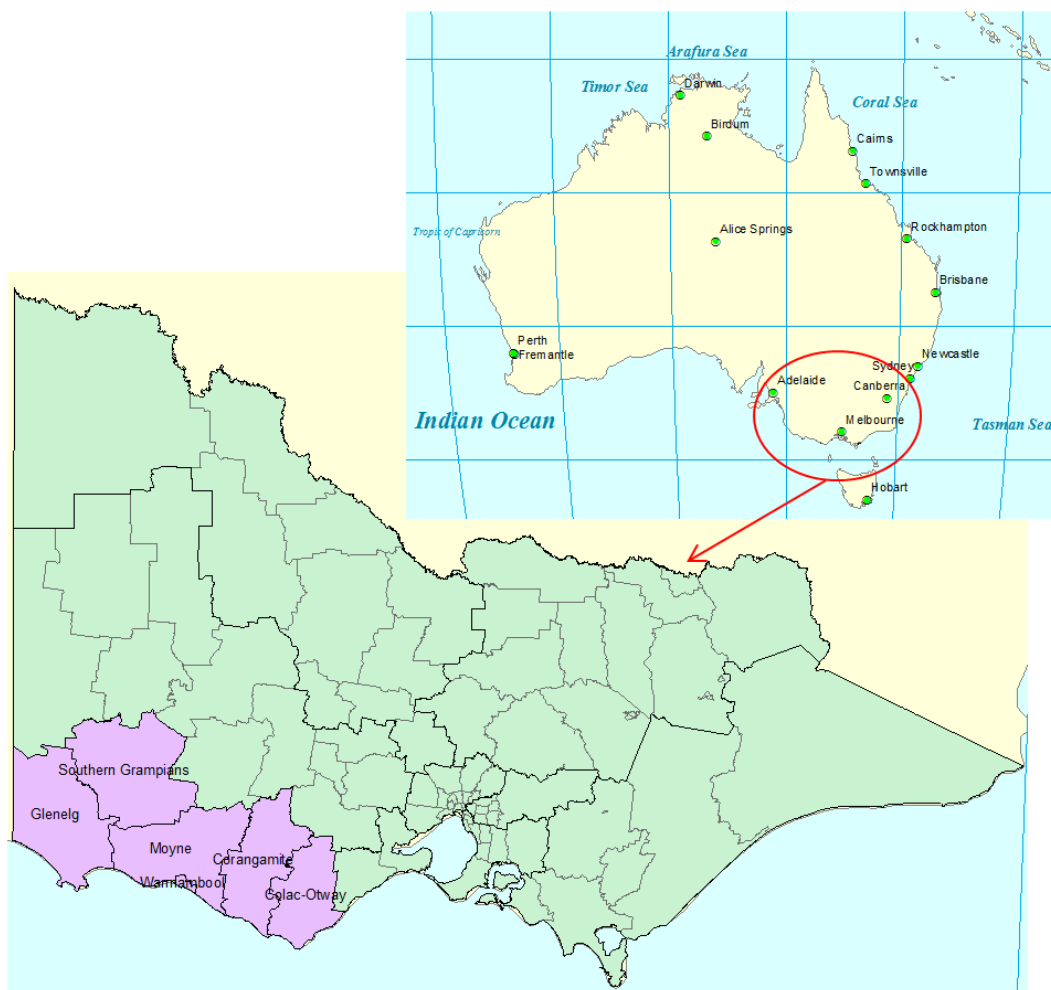 Arafura Sea
Timor Sea
Darwin
Coral Sea
Birdum
Cairns
Townsville
Tropic of Capricorn
Alice Springs
Rockhampton
Brisbane
Perth
Fremantle
Newcastle
Sydney
Adelaide
Canberra
Indian Ocean
Melbourne
Tasman Sea
Hobart
Southern Grampians
Glenelg
Moyne
Corangamite
Warrnambool
Colac-Otway